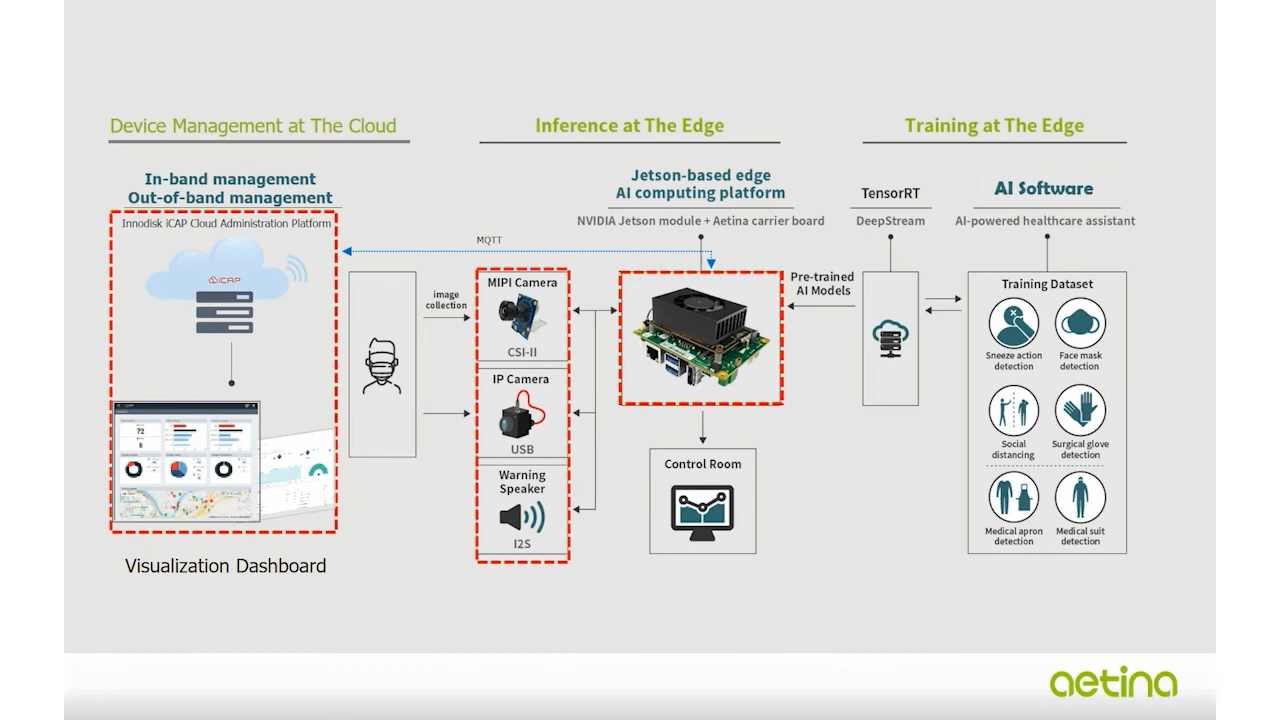 Device Management at The Cloud
Inference at The Edge
Training at The Edge
In-band management
Out-of-band management
Innodisk iCAP Cloud Administration Platform
iCAP
Visualization Dashboard
MQTT
image
collection
MIPI Camera
CSI-II
IP Camera
USB
Warning
Speaker
I2S
Jetson-based edge
AI computing platform
NVIDIA Jetson module + Aetina carrier board
Control Room
Pre-trained
AI Models
TensorRT
DeepStream
AI Software
AI-powered healthcare assistant
Training Dataset
Sneeze action
detection
Face mask
detection
Social
distancing
Surgical glove
detection
Medical apron
detection
Medical suit
detection
aetina